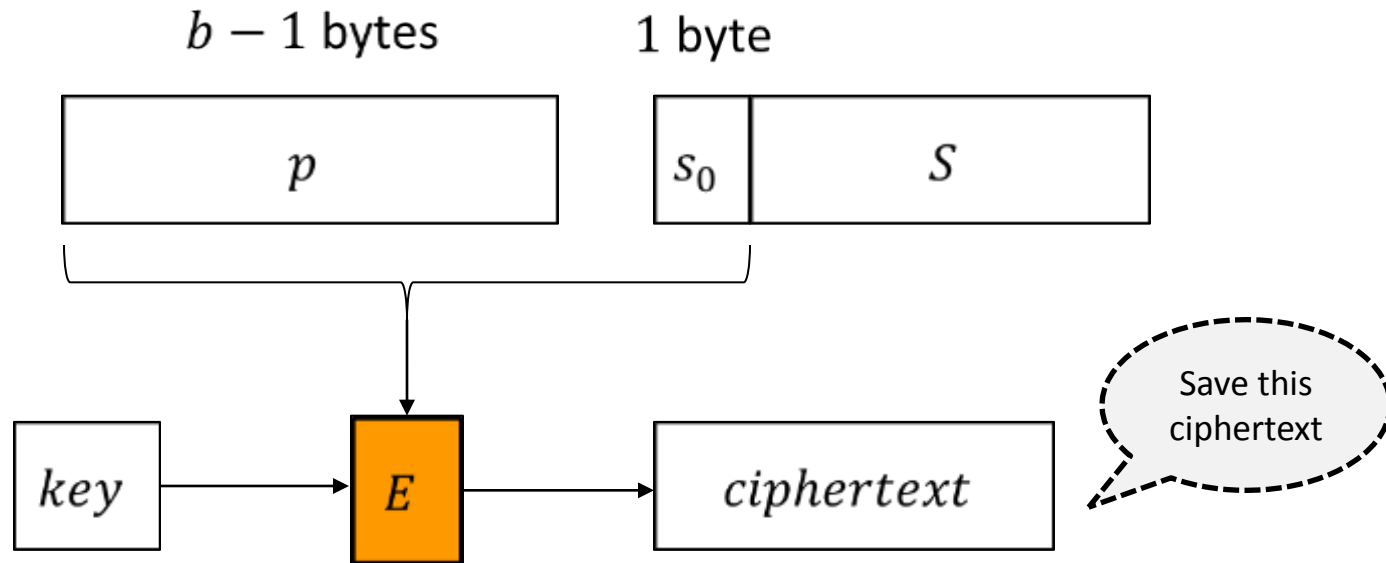 b − 1 bytes
1 byte
p
s₀
S
Save this
ciphertext
key
E
ciphertext